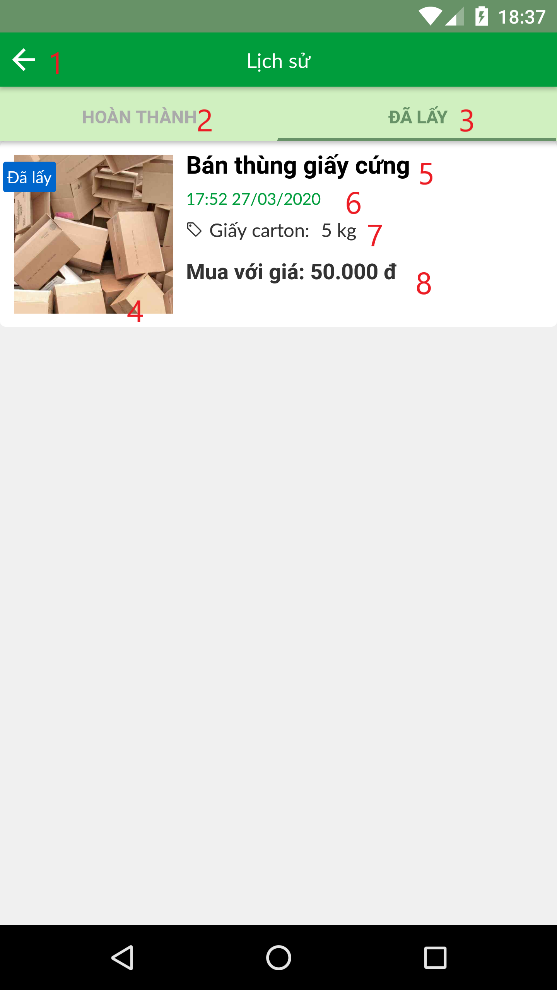 18:37
1 Lịch sử
HOÀN THÀNH 2 ĐÃ LẤY 3
Đã lấy
4
Bán thùng giấy cứng 5
17:52 27/03/2020 6
Giấy carton: 5 kg 7
Mua với giá: 50.000 đ 8